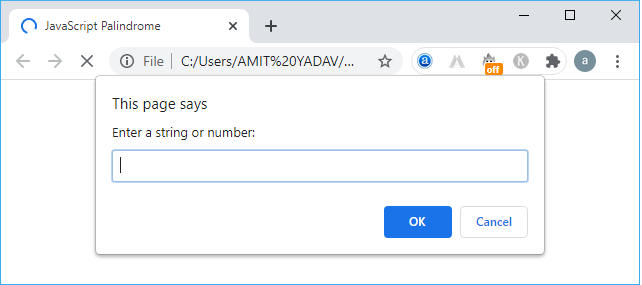 JavaScript Palindrome
File
C:/Users/AMIT%20YADAV/...
a
off
K
a
This page says
Enter a string or number:
OK
Cancel